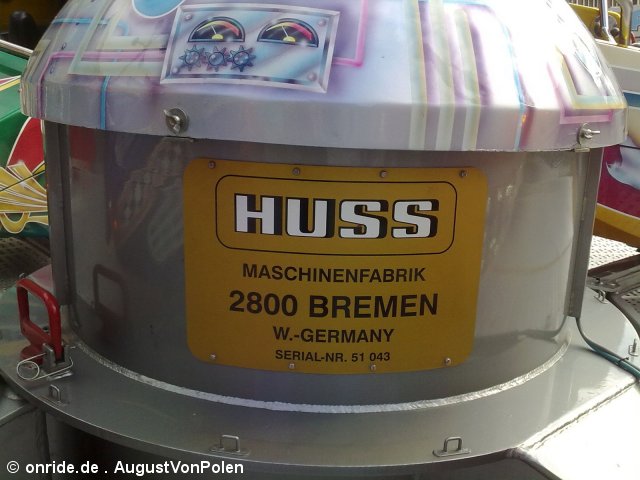 HUSS
MASCHINENFABRIK
2800 BREMEN
W.-GERMANY
SERIAL-NR. 51 043
© onride.de . AugustVonPolen